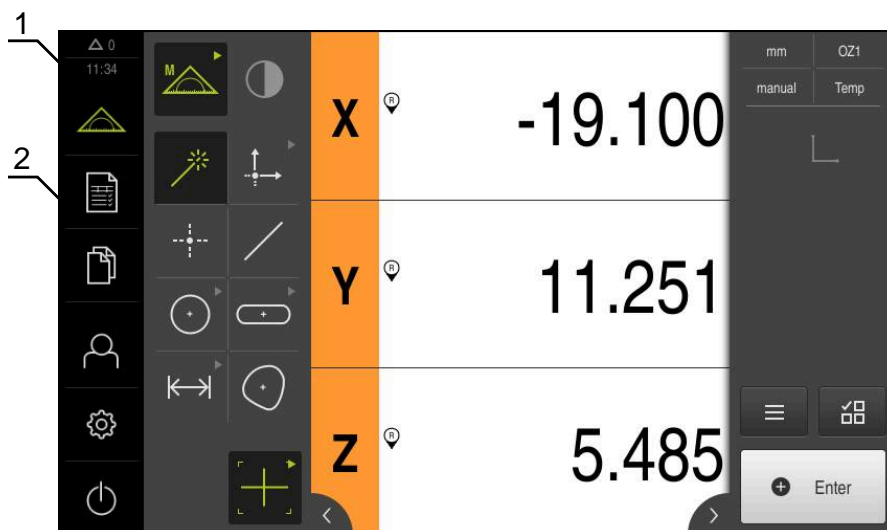 1
2
0
11:34
M
X
R
-19.100
Y
R
11.251
Z
R
5.485
mm
OZ1
manual
Temp
Enter